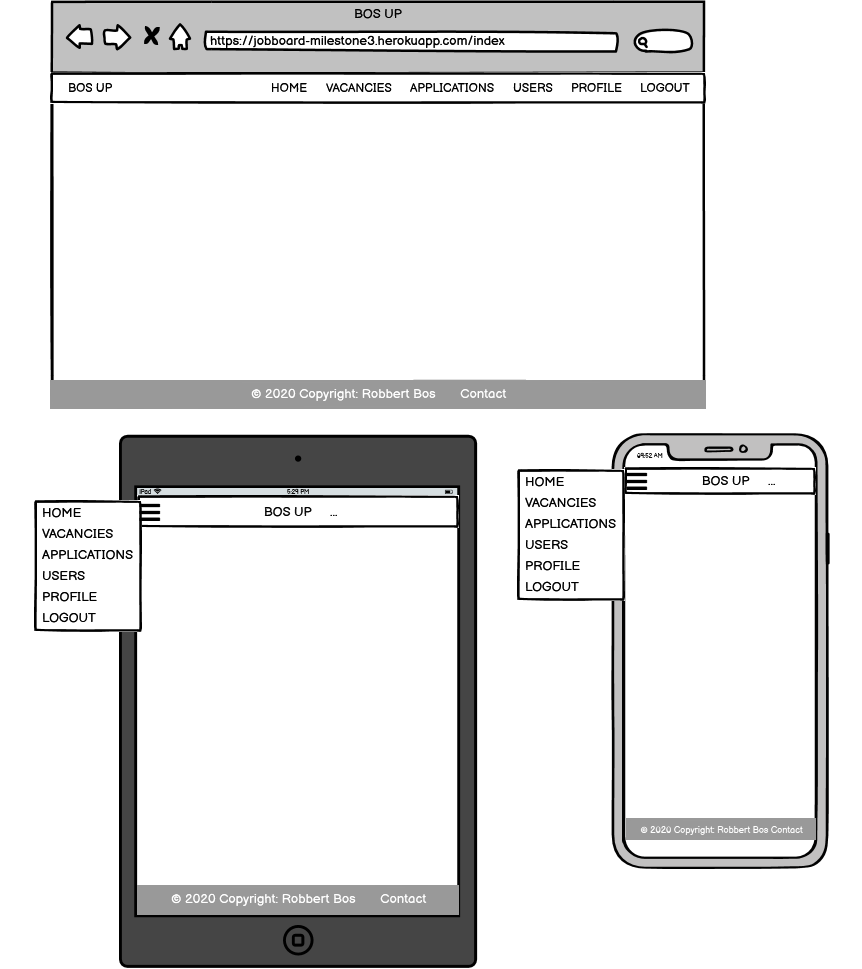 BOS UP
https://jobboard-milestone3.herokuapp.com/index
BOS UP HOME VACANCIES APPLICATIONS USERS PROFILE LOGOUT
© 2020 Copyright: Robbert Bos Contact
iPad 5:29 PM
BOS UP ...
HOME
VACANCIES
APPLICATIONS
USERS
PROFILE
LOGOUT
© 2020 Copyright: Robbert Bos Contact
09:52 AM
BOS UP ...
HOME
VACANCIES
APPLICATIONS
USERS
PROFILE
LOGOUT
© 2020 Copyright: Robbert Bos Contact